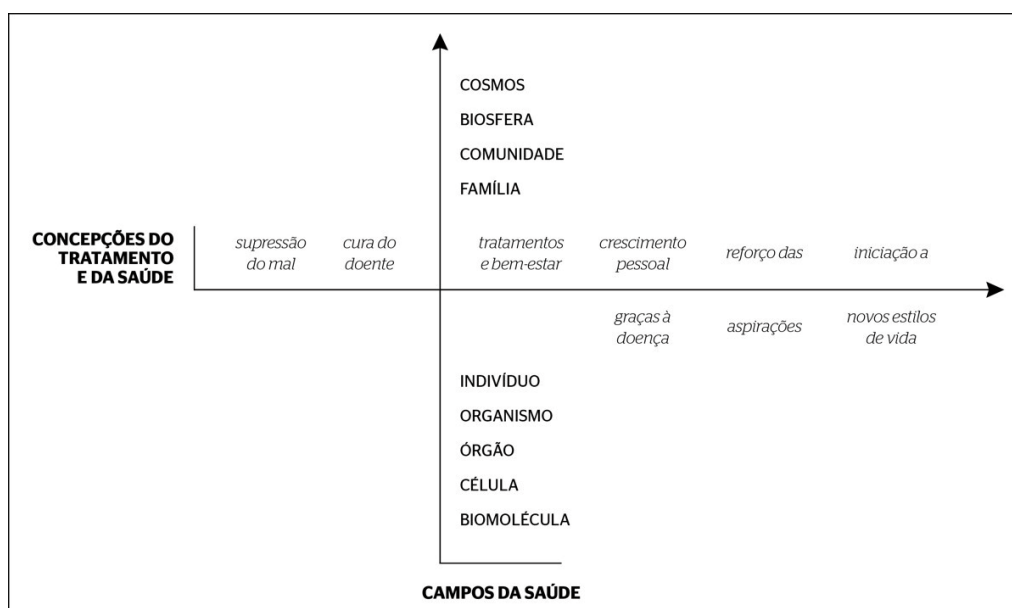 COSMOS
BIOSFERA
COMUNIDADE
FAMÍLIA
CONCEPÇÕES DO
TRATAMENTO
E DA SAÚDE
supressão
do mal
cura do
doente
tratamentos
e bem-estar
crescimento
pessoal
reforço das
iniciação a
graças à
doença
aspirações
novos estilos
de vida
INDIVÍDUO
ORGANISMO
ÓRGÃO
CÉLULA
BIOMOLÉCULA
CAMPOS DA SAÚDE